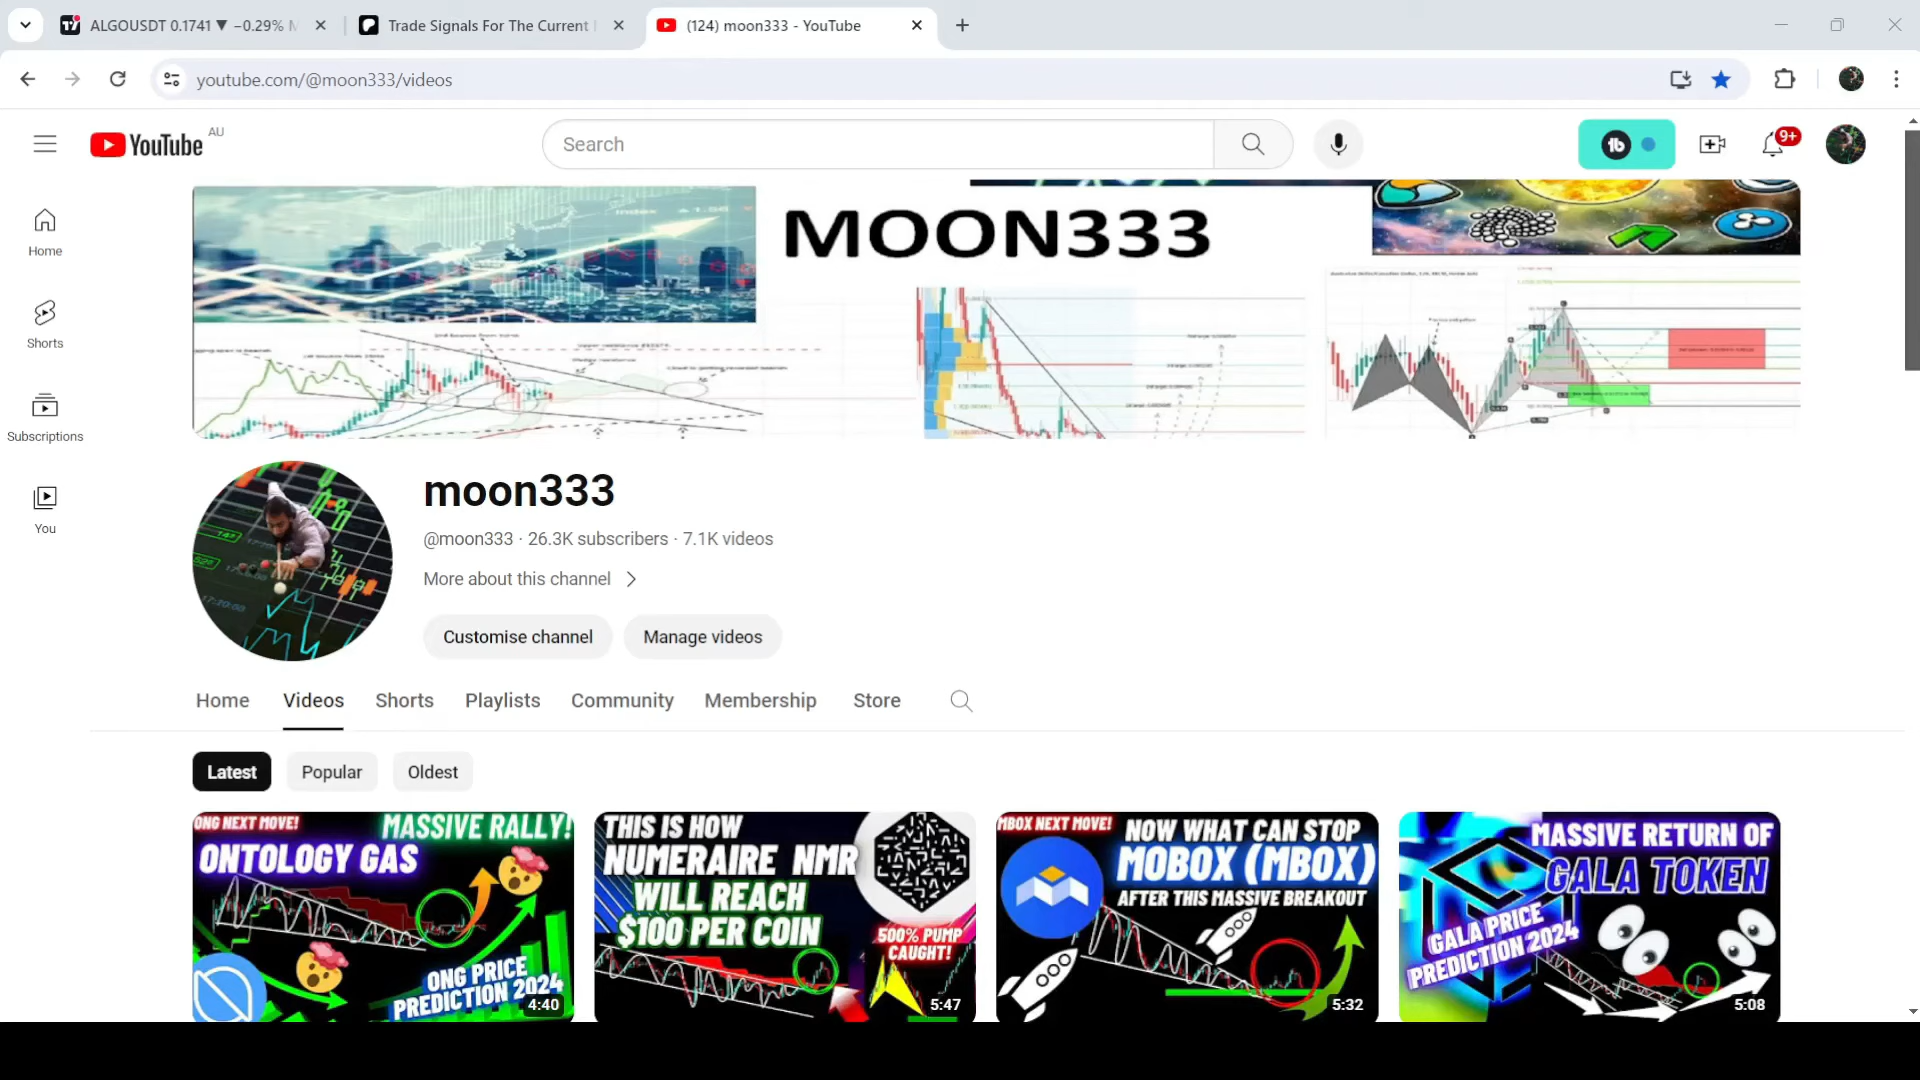 ALGOUSDT 0.1741 ▼ −0.29%
Trade Signals For The Current
(124) moon333 - YouTube
youtube.com/@moon333/videos
YouTube AU
Search
9+
Home
Shorts
Subscriptions
You
MOON333
moon333
@moon333 · 26.3K subscribers · 7.1K videos
More about this channel
Customise channel
Manage videos
Home
Videos
Shorts
Playlists
Community
Membership
Store
Latest
Popular
Oldest
ONG NEXT MOVE!
MASSIVE RALLY!
ONTOLOGY GAS
ONG PRICE
PREDICTION 2024
4:40
THIS IS HOW
NUMERAIRE NMR
WILL REACH
$100 PER COIN
500% PUMP
CAUGHT!
5:47
MBOX NEXT MOVE!
NOW WHAT CAN STOP
MOBOX (MBOX)
AFTER THIS MASSIVE BREAKOUT
5:32
MASSIVE RETURN OF
GALA TOKEN
GALA PRICE
PREDICTION 2024
5:08